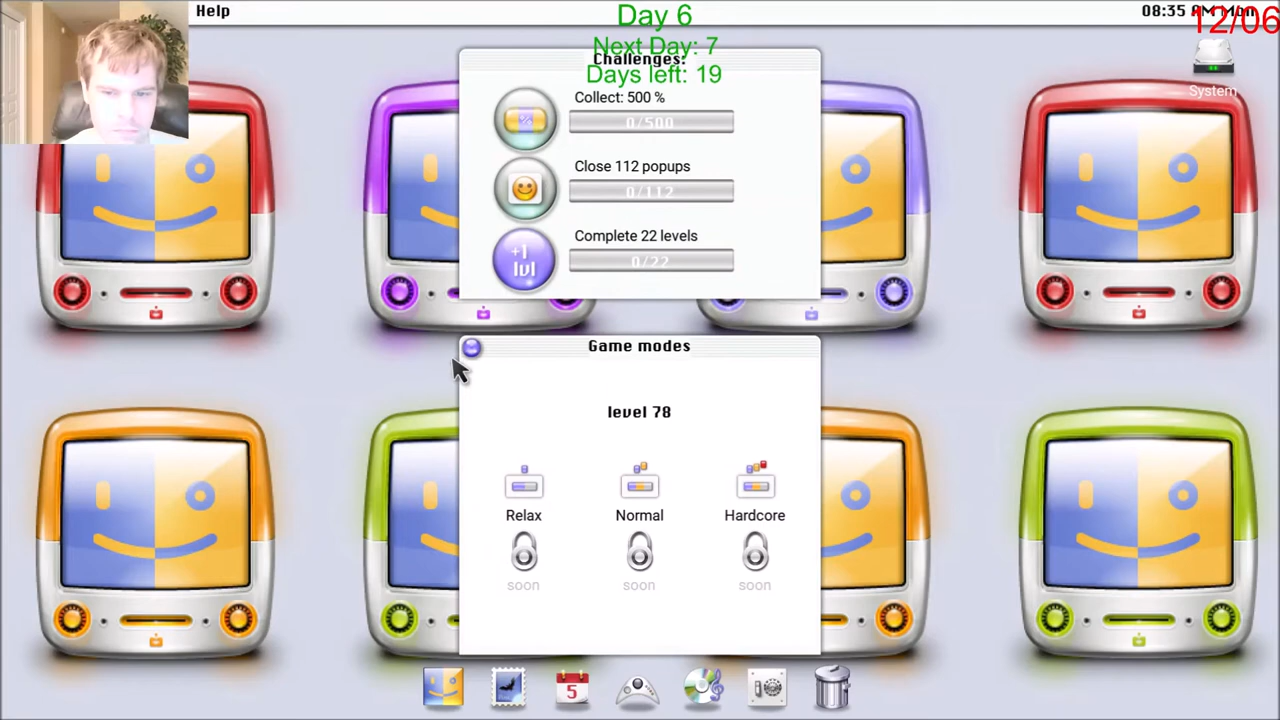 Help
Day 6
08:35 AM Mon
12/06
Next Day: 7
Challenges:
Days left: 19
System
Collect: 500 %
0/500
Close 112 popups
0/112
+1 lvl
Complete 22 levels
0/22
Game modes
level 78
Relax
Normal
Hardcore
soon
soon
soon
5